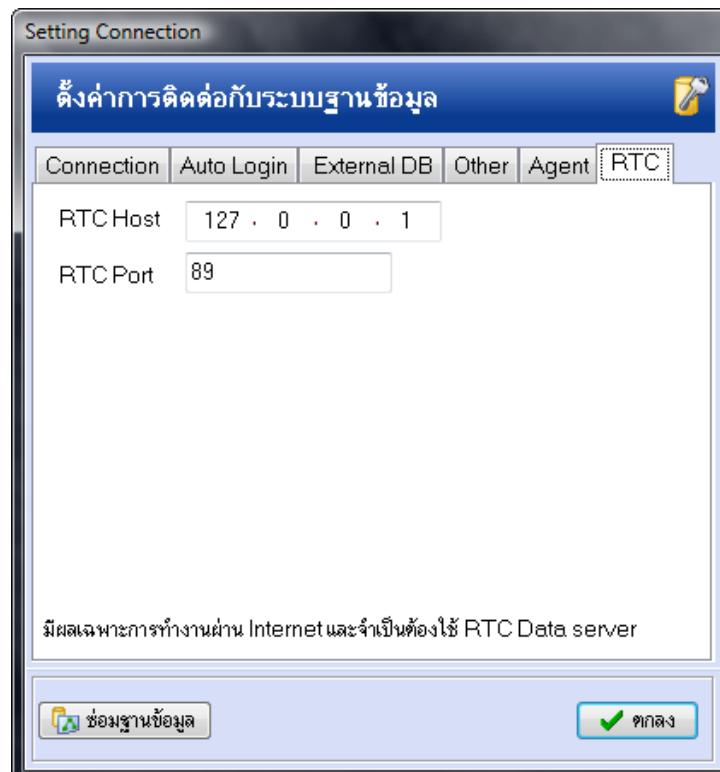 Setting Connection
ตั้งค่าการติดต่อกับระบบฐานข้อมูล
Connection Auto Login External DB Other Agent RTC
RTC Host 127 . 0 . 0 . 1
RTC Port 89
มีผลเฉพาะการทำงานผ่าน Internet และจำเป็นต้องใช้ RTC Data server
ซ่อมฐานข้อมูล ตกลง